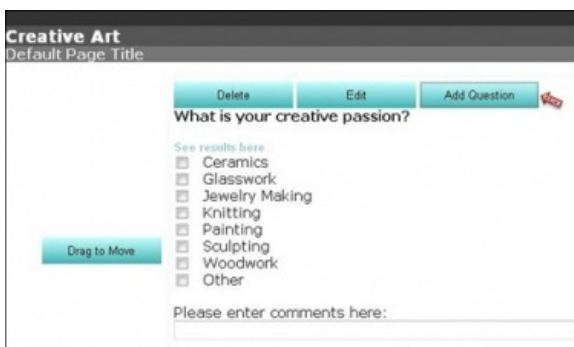 Creative Art
Default Page Title
Delete Edit Add Question
What is your creative passion?
See results here
Ceramics
Glasswork
Jewelry Making
Knitting
Painting
Drag to Move
Sculpting
Woodwork
Other
Please enter comments here: